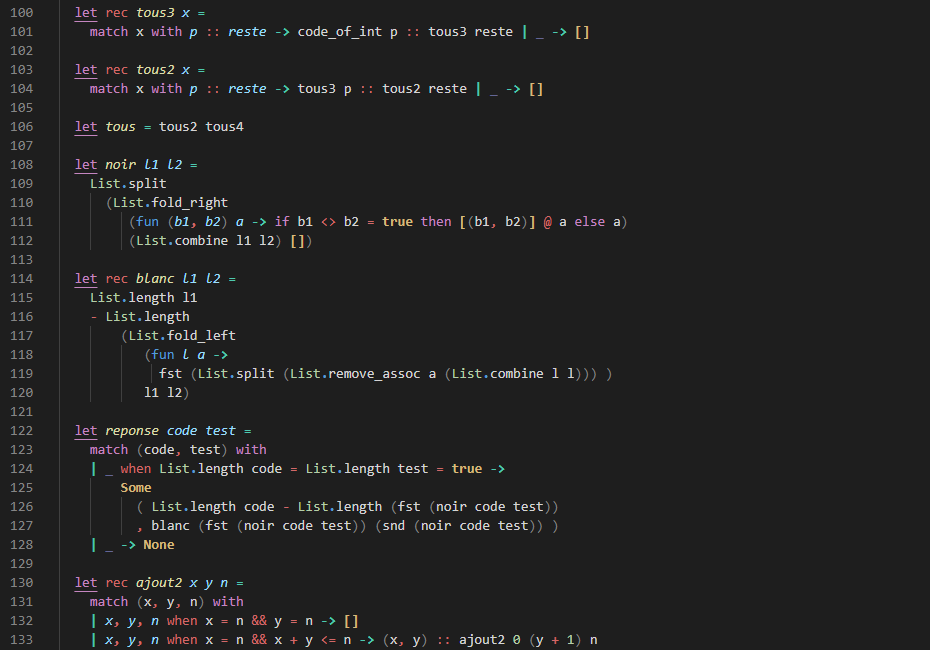 100 let rec tous3 x =
101 match x with p :: reste -> code_of_int p :: tous3 reste | _ -> []
102
103 let rec tous2 x =
104 match x with p :: reste -> tous3 p :: tous2 reste | _ -> []
105
106 let tous = tous2 tous4
107
108 let noir l1 l2 =
109 List.split
110 (List.fold_right
111 (fun (b1, b2) a -> if b1 <> b2 = true then [(b1, b2)] @ a else a)
112 (List.combine l1 l2) [])
113
114 let rec blanc l1 l2 =
115 List.length l1
116 - List.length
117 (List.fold_left
118 (fun l a ->
119 fst (List.split (List.remove_assoc a (List.combine l l))) )
120 l1 l2)
121
122 let reponse code test =
123 match (code, test) with
124 | _ when List.length code = List.length test = true ->
125 Some
126 ( List.length code - List.length (fst (noir code test))
127 , blanc (fst (noir code test)) (snd (noir code test)) )
128 | _ -> None
129
130 let rec ajout2 x y n =
131 match (x, y, n) with
132 | x, y, n when x = n && y = n -> []
133 | x, y, n when x = n && x + y <= n -> (x, y) :: ajout2 0 (y + 1) n